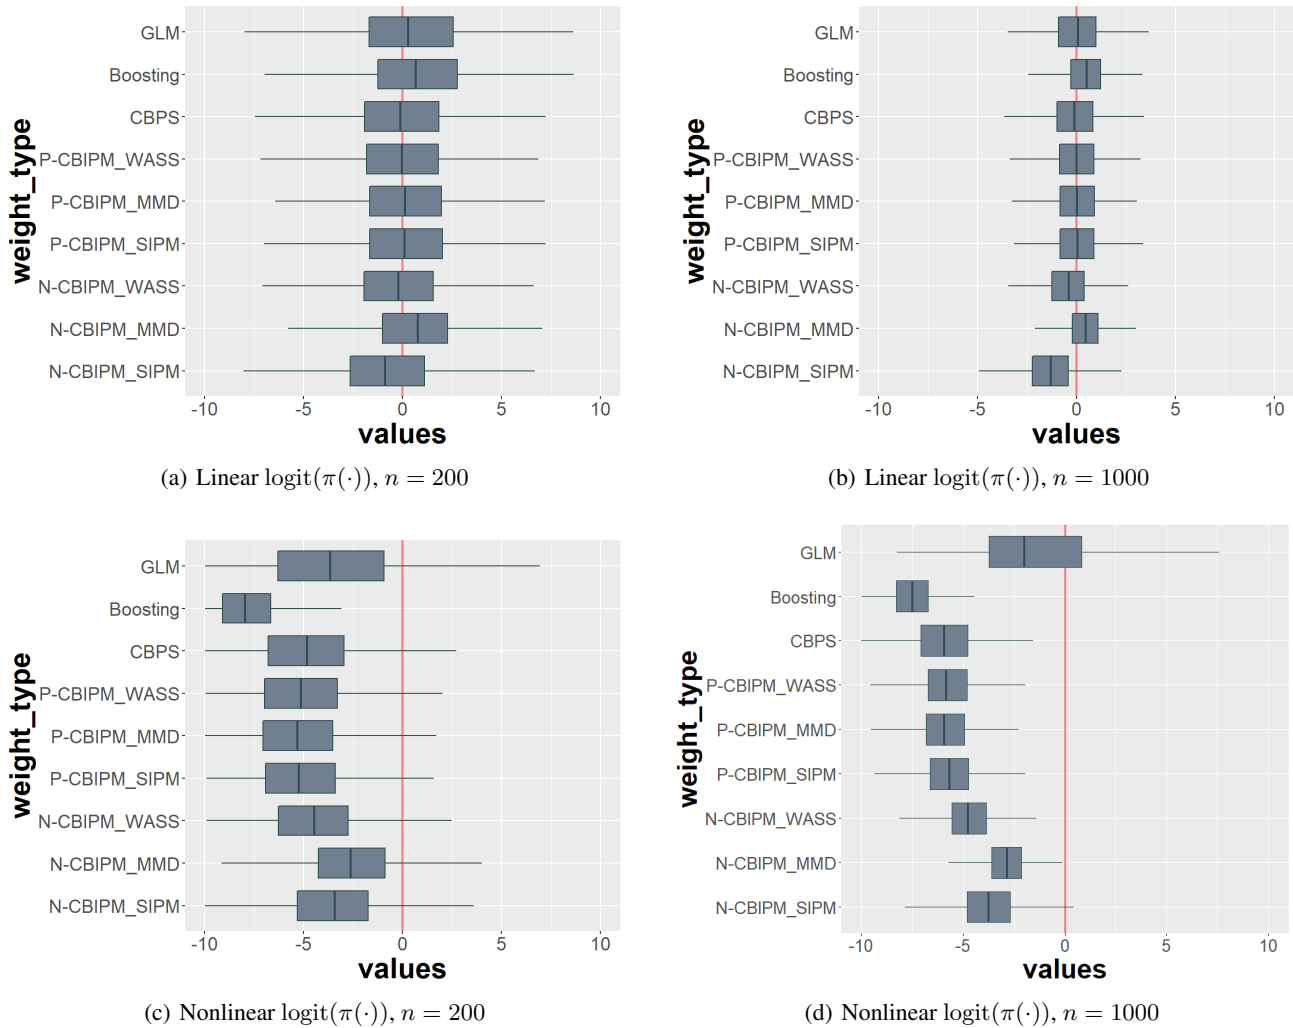 GLM
Boosting
CBPS
P-CBIPM_WASS
P-CBIPM_MMD
P-CBIPM_SIPM
N-CBIPM_WASS
N-CBIPM_MMD
N-CBIPM_SIPM
weight_type
-10 -5 0 5 10
values
(a) Linear logit(π(·)), n = 200
GLM
Boosting
CBPS
P-CBIPM_WASS
P-CBIPM_MMD
P-CBIPM_SIPM
N-CBIPM_WASS
N-CBIPM_MMD
N-CBIPM_SIPM
weight_type
-10 -5 0 5 10
values
(b) Linear logit(π(·)), n = 1000
GLM
Boosting
CBPS
P-CBIPM_WASS
P-CBIPM_MMD
P-CBIPM_SIPM
N-CBIPM_WASS
N-CBIPM_MMD
N-CBIPM_SIPM
weight_type
-10 -5 0 5 10
values
(c) Nonlinear logit(π(·)), n = 200
GLM
Boosting
CBPS
P-CBIPM_WASS
P-CBIPM_MMD
P-CBIPM_SIPM
N-CBIPM_WASS
N-CBIPM_MMD
N-CBIPM_SIPM
weight_type
-10 -5 0 5 10
values
(d) Nonlinear logit(π(·)), n = 1000